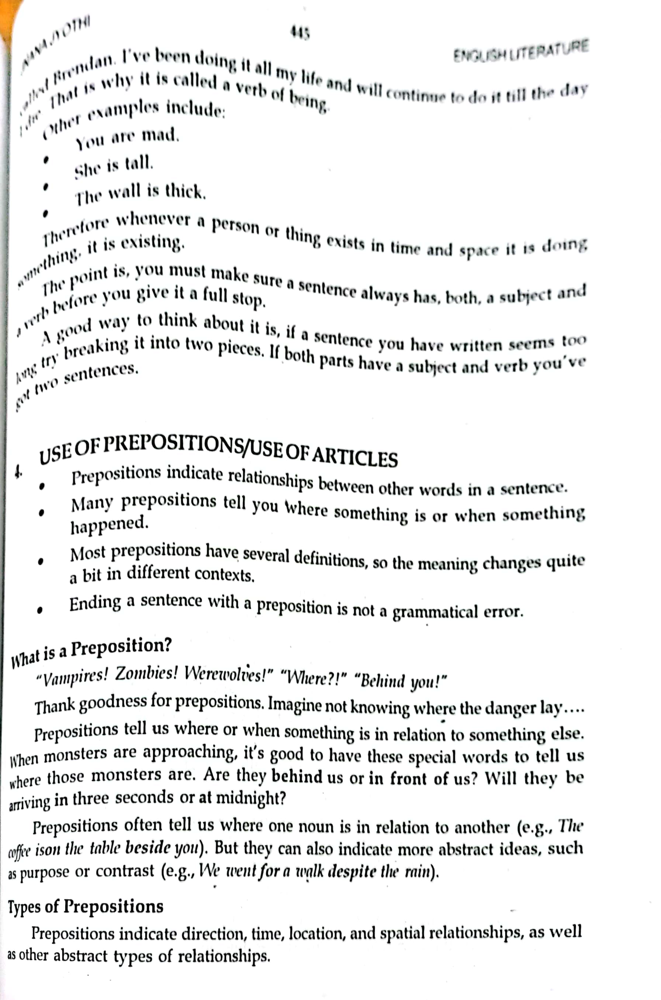 JYOTHI
445
ENGLISH LITERATURE
called Brendan. I've been doing it all my life and will continue to do it till the day
I die. That is why it is called a verb of being.
Other examples include:
• You are mad.
• She is tall.
• The wall is thick.
Therefore whenever a person or thing exists in time and space it is doing
something, it is existing.
The point is, you must make sure a sentence always has, both, a subject and
a verb before you give it a full stop.
A good way to think about it is, if a sentence you have written seems too
long try breaking it into two pieces. If both parts have a subject and verb you've
got two sentences.
4. USE OF PREPOSITIONS/USE OF ARTICLES
• Prepositions indicate relationships between other words in a sentence.
• Many prepositions tell you where something is or when something
happened.
• Most prepositions have several definitions, so the meaning changes quite
a bit in different contexts.
• Ending a sentence with a preposition is not a grammatical error.
What is a Preposition?
“Vampires! Zombies! Werewolves!” “Where?!” “Behind you!”
Thank goodness for prepositions. Imagine not knowing where the danger lay....
Prepositions tell us where or when something is in relation to something else.
When monsters are approaching, it's good to have these special words to tell us
where those monsters are. Are they behind us or in front of us? Will they be
arriving in three seconds or at midnight?
Prepositions often tell us where one noun is in relation to another (e.g., The
coffee ison the table beside you). But they can also indicate more abstract ideas, such
as purpose or contrast (e.g., We went for a walk despite the rain).
Types of Prepositions
Prepositions indicate direction, time, location, and spatial relationships, as well
as other abstract types of relationships.